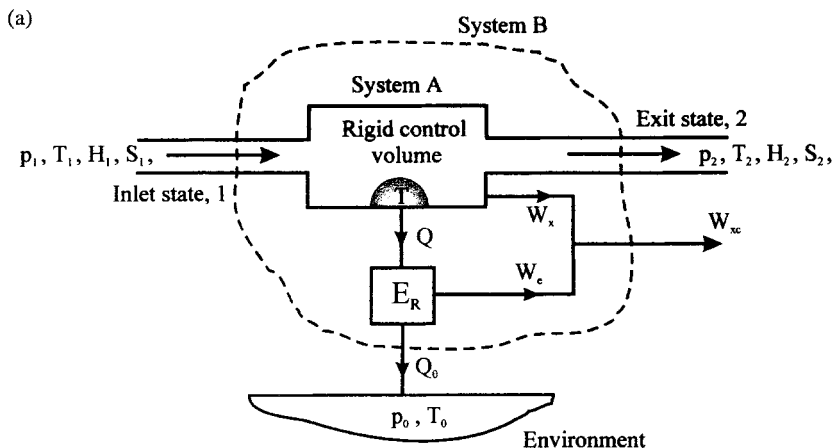 (a)
System B
System A
Exit state, 2
Rigid control
volume
p₁, T₁, H₁, S₁,
p₂, T₂, H₂, S₂,
Inlet state, 1
T
Wₓ
Q
Wₓc
Wₑ
E_R
Q₀
p₀, T₀
Environment